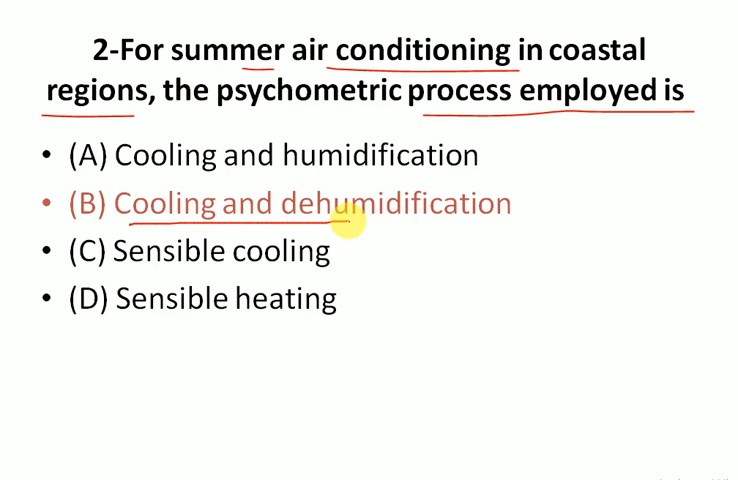 2-For summer air conditioning in coastal
regions, the psychometric process employed is
• (A) Cooling and humidification
• (B) Cooling and dehumidification
• (C) Sensible cooling
• (D) Sensible heating